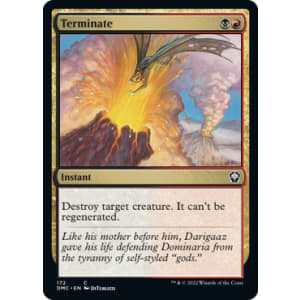 Terminate
Instant
Destroy target creature. It can't be
regenerated.
Like his mother before him, Darigaaz
gave his life defending Dominaria from
the tyranny of self-styled “gods.”
172 C
DMC • EN
™ & © 2022 Wizards of the Coast